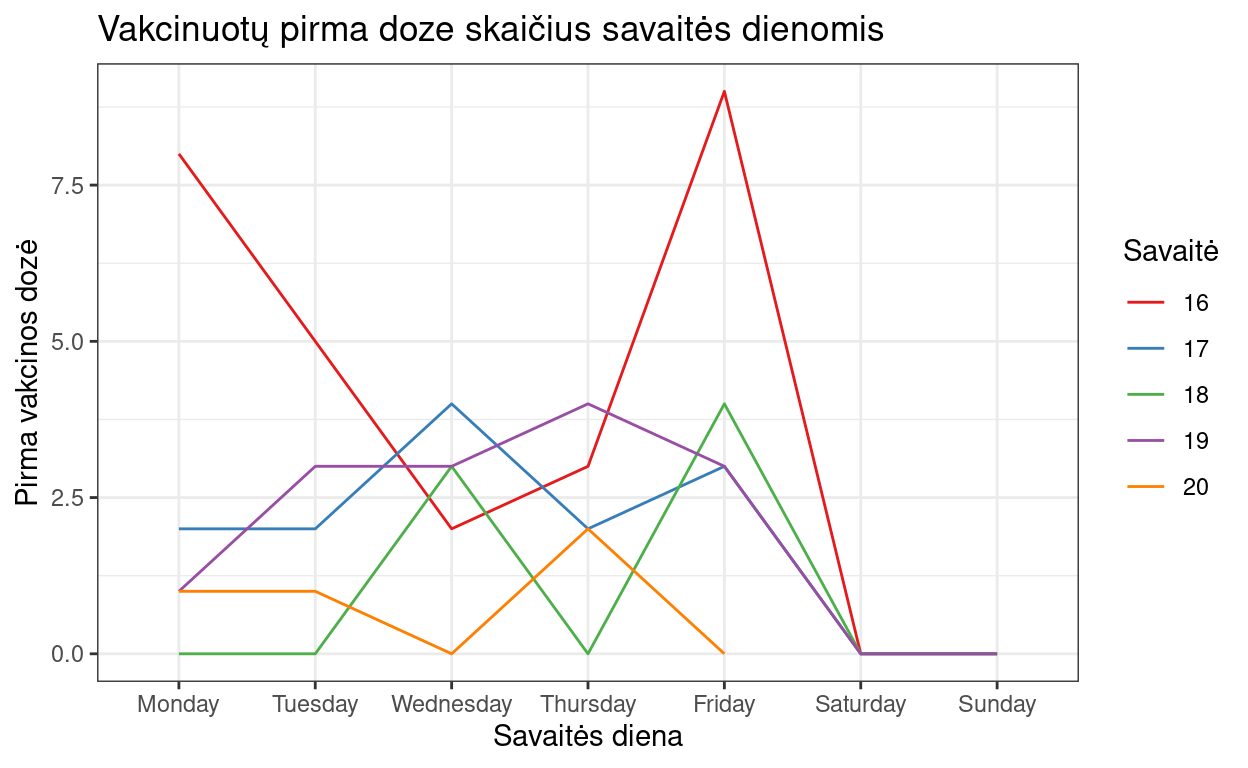 Vakcinuotų pirma doze skaičius savaitės dienomis
Pirma vakcinos dozė
7.5
5.0
2.5
0.0
Monday Tuesday Wednesday Thursday Friday Saturday Sunday
Savaitės diena
Savaitė
16
17
18
19
20